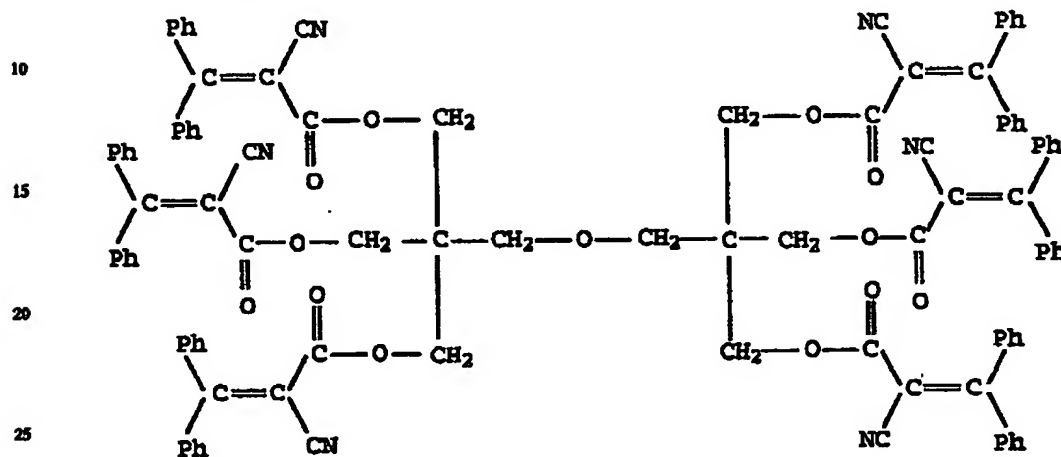 Ph CN NC Ph
10 C=C C=C
Ph C—O—CH₂ CH₂—O—C Ph
Ph CN O O NC Ph
15 C=C C=C
Ph C—O—CH₂—C—CH₂—O—CH₂—C—CH₂—O—C Ph
O O O O
20
Ph C—O—CH₂ CH₂—O—C Ph
C=C C=C
25 Ph CN NC Ph